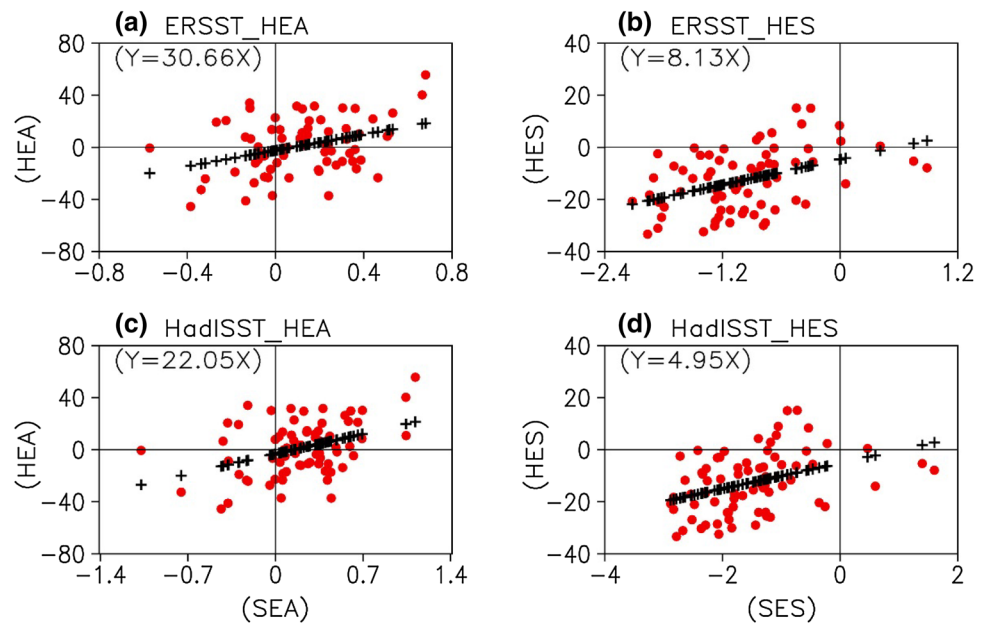 (a) ERSST_HEA
(Y=30.66X)
80
40
0
−40
−80
(HEA)
−0.8 −0.4 0 0.4 0.8
(b) ERSST_HES
(Y=8.13X)
40
20
0
−20
−40
(HES)
−2.4 −1.2 0 1.2
(c) HadISST_HEA
(Y=22.05X)
80
40
0
−40
−80
(HEA)
−1.4 −0.7 0 0.7 1.4
(SEA)
(d) HadISST_HES
(Y=4.95X)
40
20
0
−20
−40
(HES)
−4 −2 0 2
(SES)